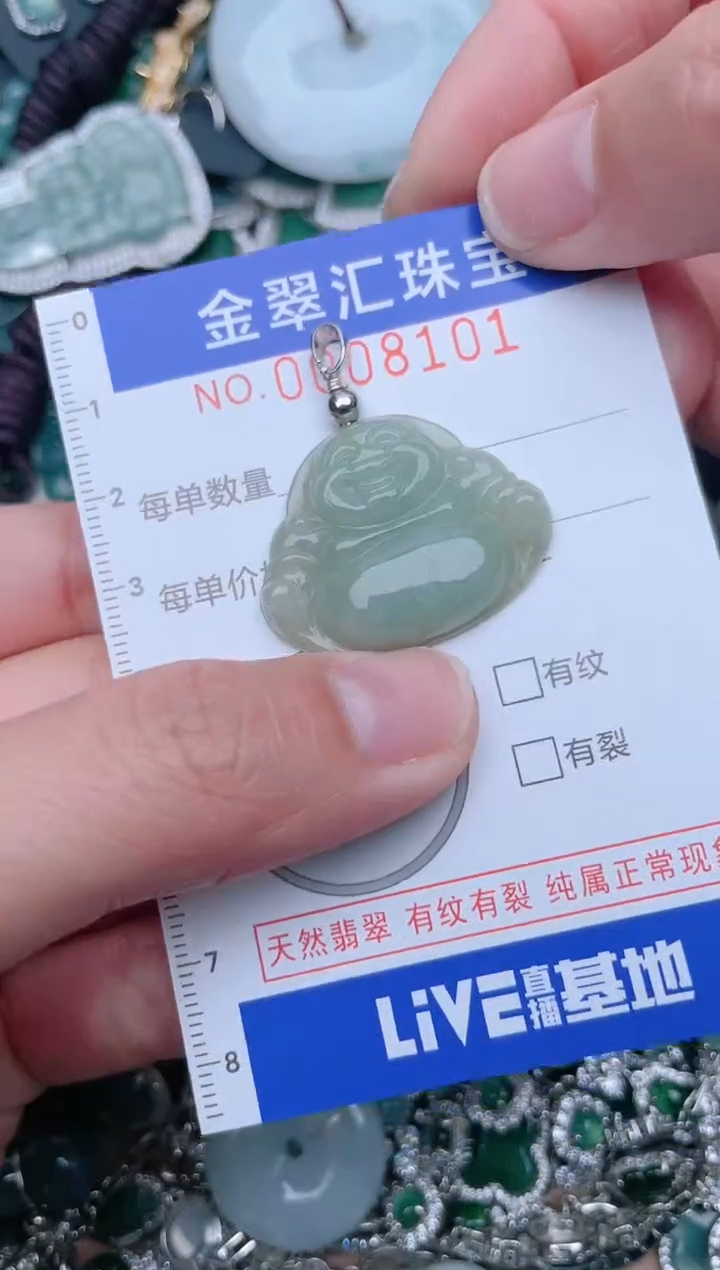 金翠汇珠宝
NO.0008101
0
1
2
每单数量
3
每单价
有纹
有裂
天然翡翠 有纹有裂 纯属正常现象
7
LiVE直播基地
8